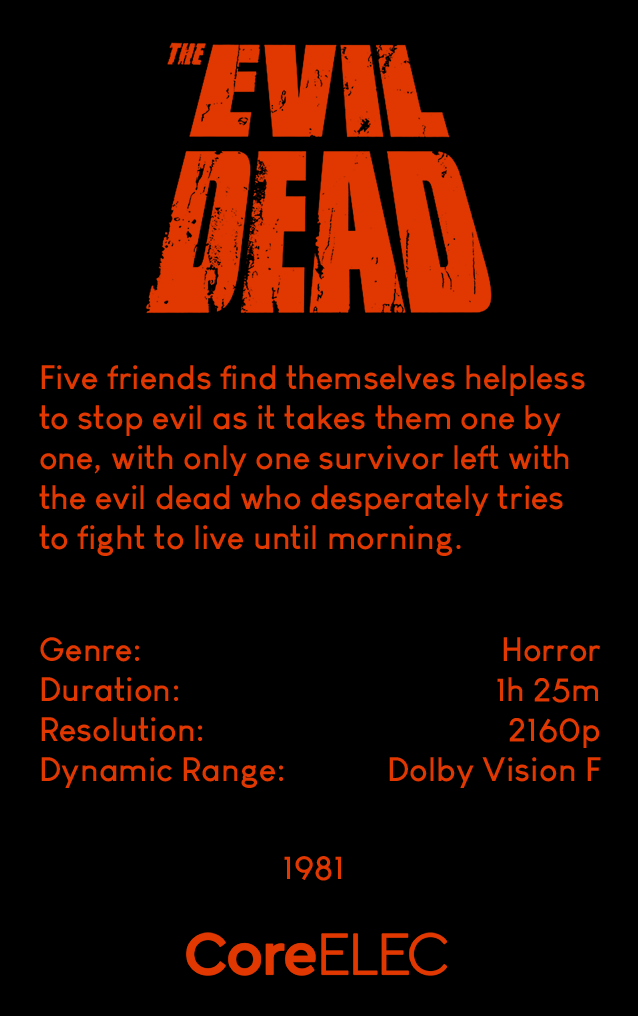 THE EVIL
DEAD
Five friends find themselves helpless
to stop evil as it takes them one by
one, with only one survivor left with
the evil dead who desperately tries
to fight to live until morning.
Genre: Horror
Duration: 1h 25m
Resolution: 2160p
Dynamic Range: Dolby Vision F
1981
CoreELEC